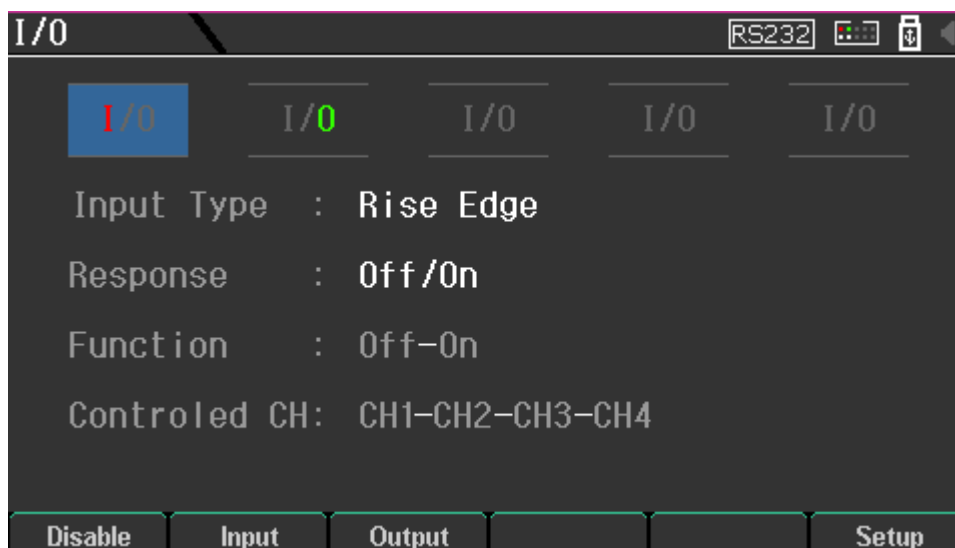 I/O RS232
I/O I/O I/O I/O I/O
Input Type : Rise Edge
Response : Off/On
Function : Off-On
Controled CH: CH1-CH2-CH3-CH4
Disable Input Output Setup